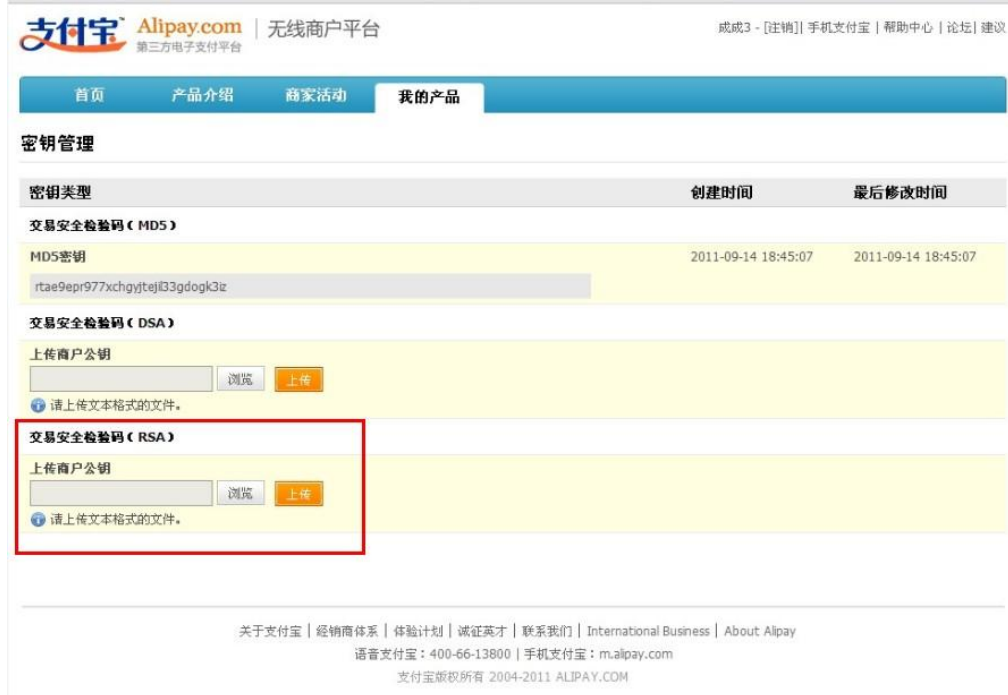 支付宝 Alipay.com | 无线商户平台
第三方电子支付平台
成成3 - [注销]| 手机支付宝 | 帮助中心 | 论坛| 建议
首页 产品介绍 商家活动 我的产品
密钥管理
密钥类型 创建时间 最后修改时间
交易安全检验码(MD5)
MD5密钥 2011-09-14 18:45:07 2011-09-14 18:45:07
rtae9epr977xchgyjtejil33gdogk3iz
交易安全检验码(DSA)
上传商户公钥
浏览 上传
请上传文本格式的文件。
交易安全检验码(RSA)
上传商户公钥
浏览 上传
请上传文本格式的文件。
关于支付宝 | 经销商体系 | 体验计划 | 诚征英才 | 联系我们 | International Business | About Alipay
语音支付宝：400-66-13800 | 手机支付宝：m.alipay.com
支付宝版权所有 2004-2011 ALIPAY.COM